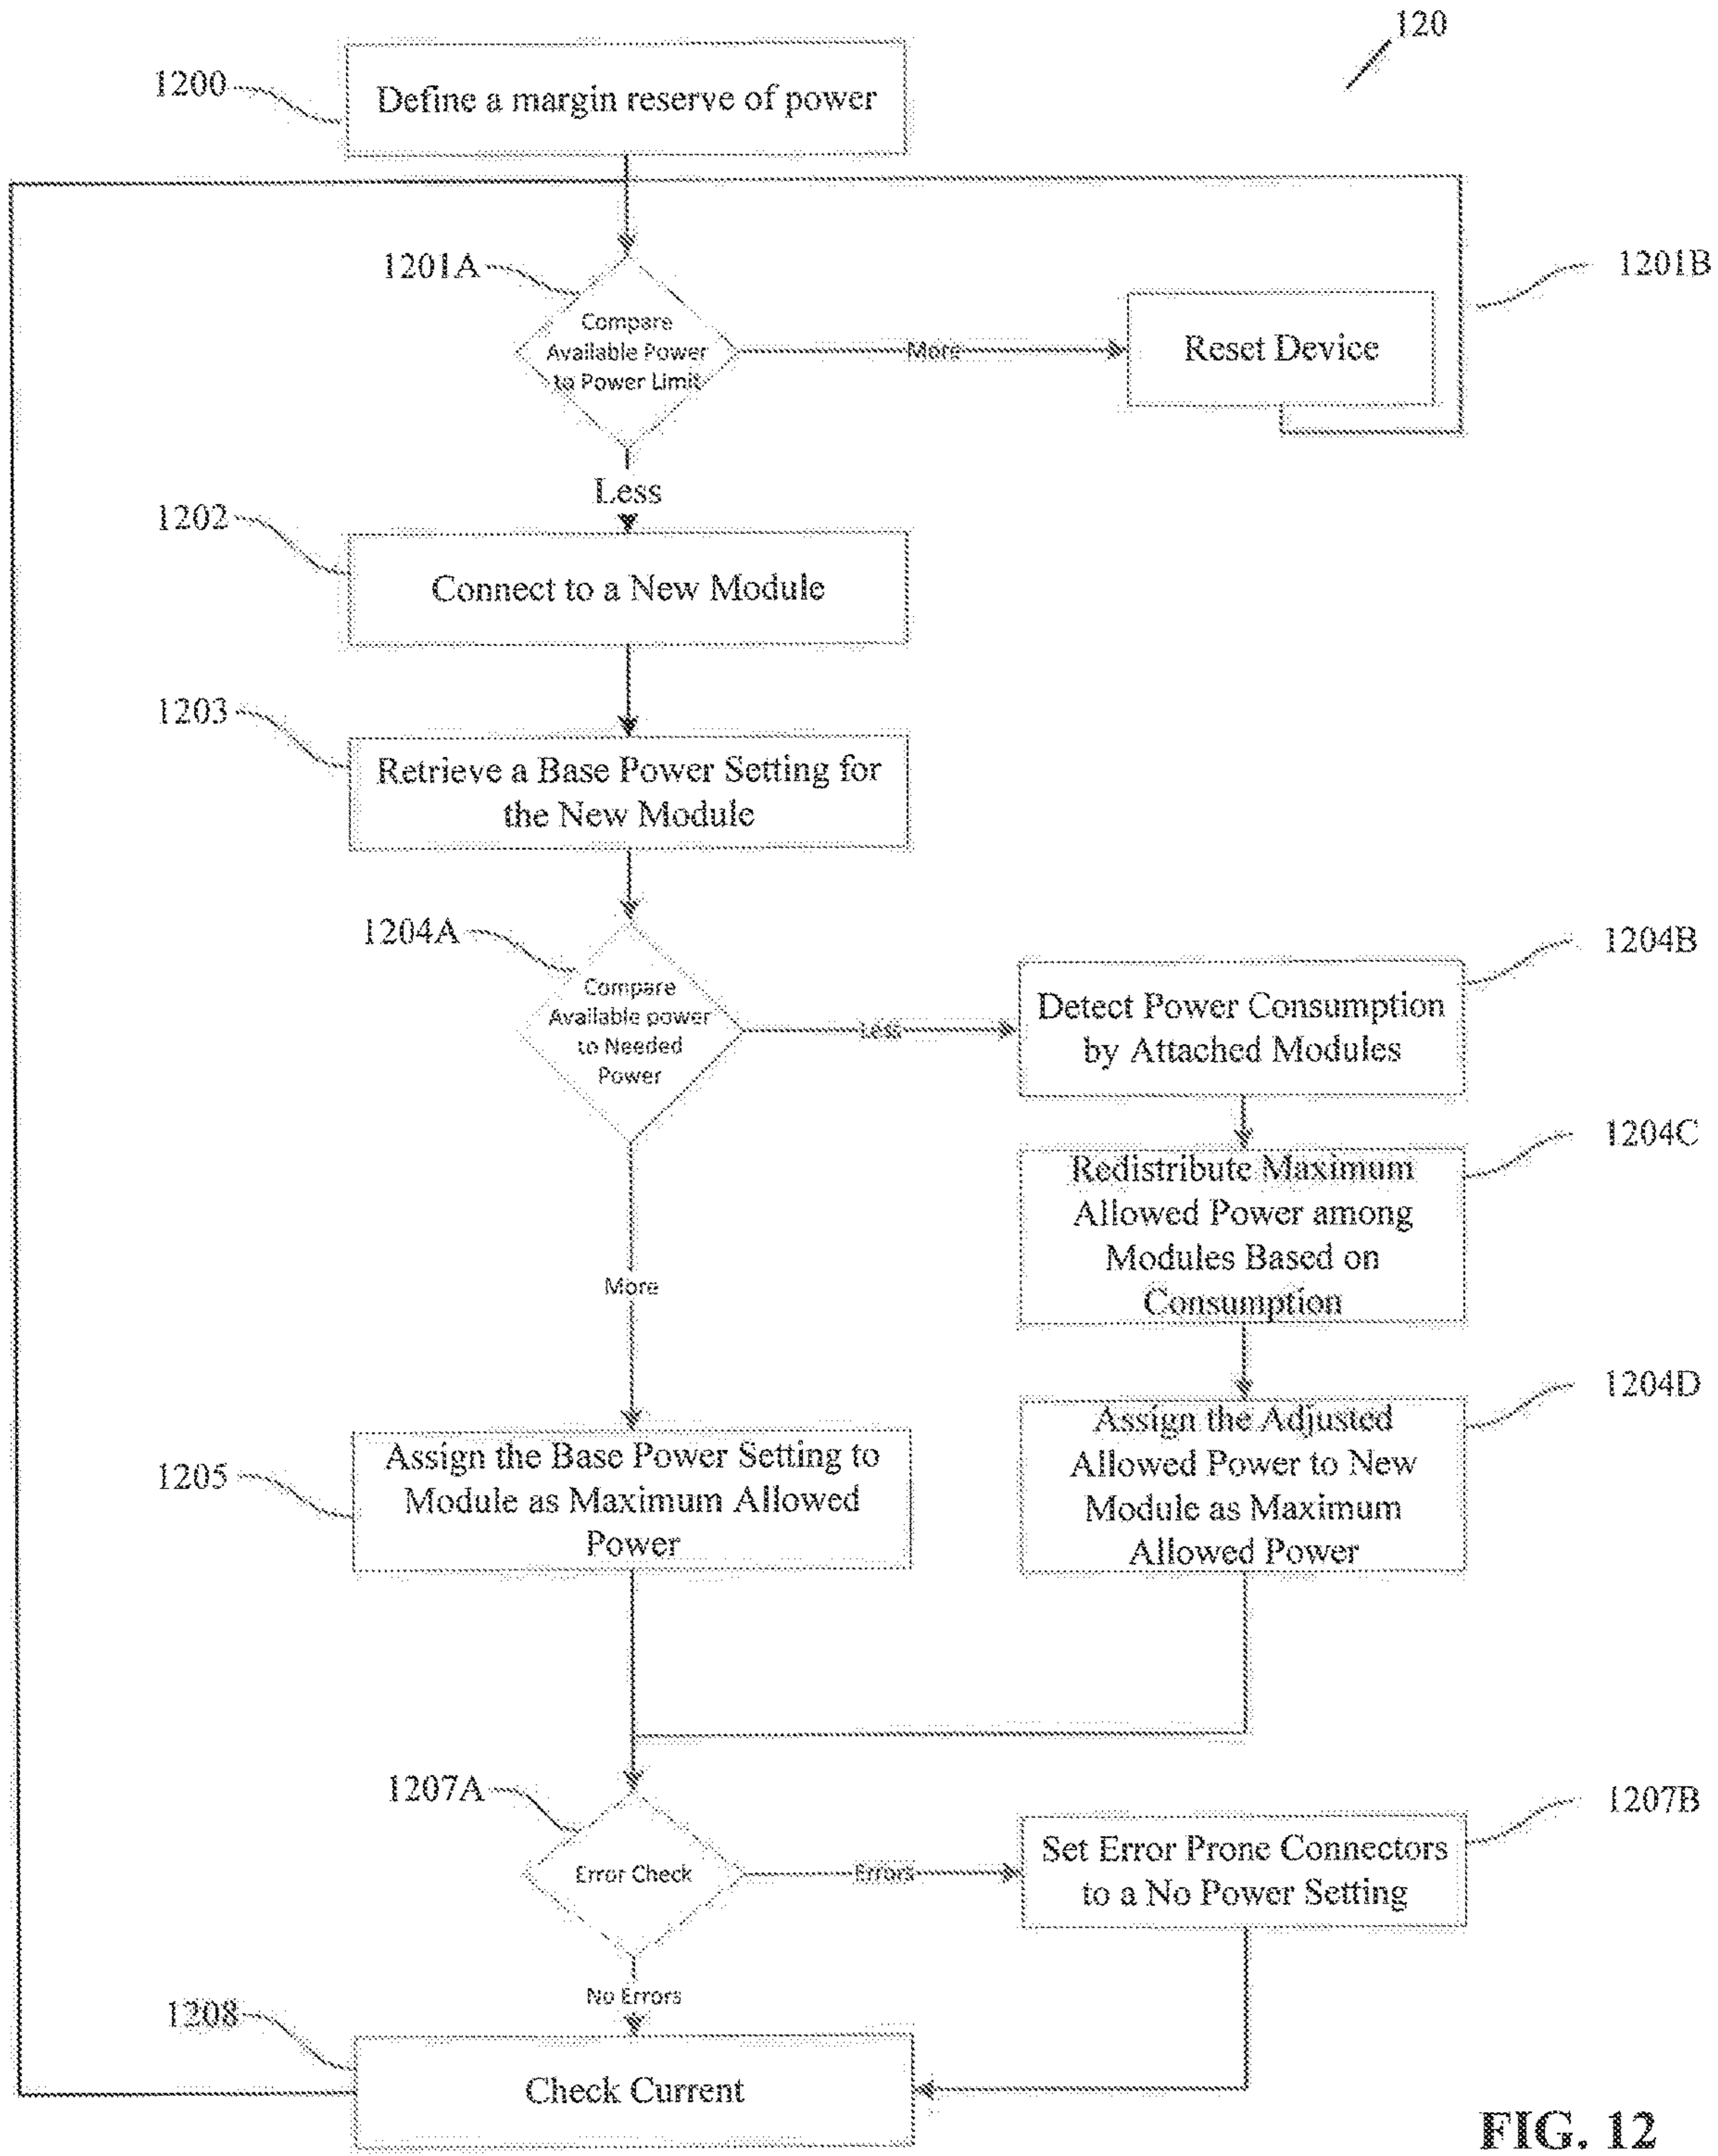 120
1200
Define a margin reserve of power
1201A
Compare
Available Power
to Power Limit
More
Reset Device
1201B
Less
1202
Connect to a New Module
1203
Retrieve a Base Power Setting for
the New Module
1204A
Compare
Available power
to Needed
Power
Less
Detect Power Consumption
by Attached Modules
1204B
Redistribute Maximum
Allowed Power among
Modules Based on
Consumption
1204C
More
Assign the Adjusted
Allowed Power to New
Module as Maximum
Allowed Power
1204D
1205
Assign the Base Power Setting to
Module as Maximum Allowed
Power
1207A
Error Check
Errors
Set Error Prone Connectors
to a No Power Setting
1207B
No Errors
1208
Check Current
FIG. 12